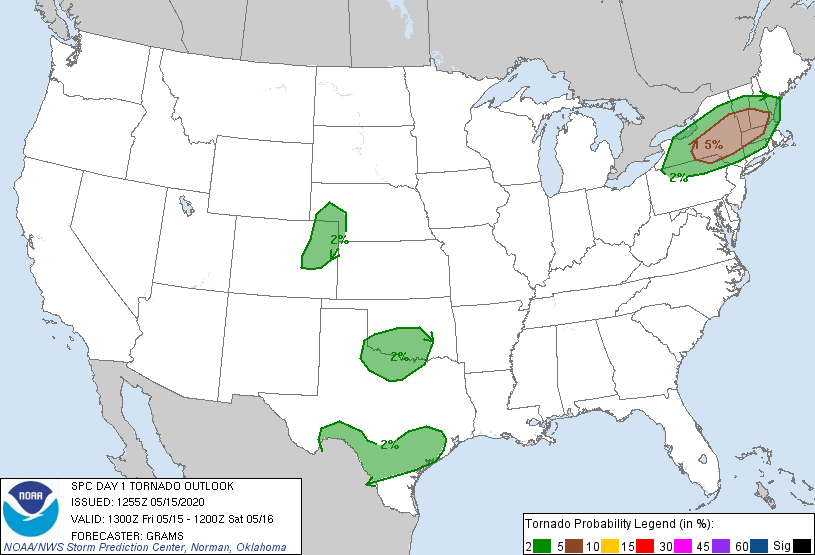 5%
2%
2%
2%
2%
NOAA
SPC DAY 1 TORNADO OUTLOOK
ISSUED: 1255Z 05/15/2020
VALID: 1300Z Fri 05/15 - 1200Z Sat 05/16
FORECASTER: GRAMS
NOAA/NWS Storm Prediction Center, Norman, Oklahoma
Tornado Probability Legend (in %):
2 5 10 15 30 45 60 Sig